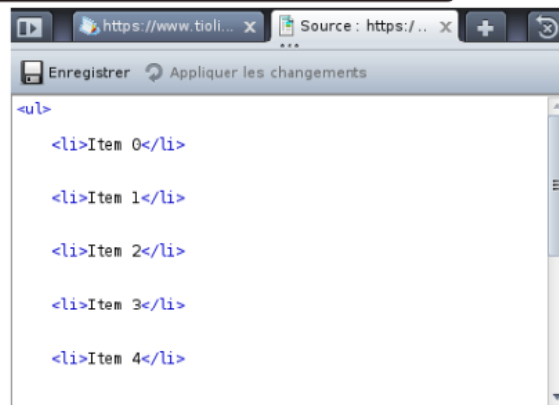 https://www.tioli... Source : https:/..
Enregistrer Appliquer les changements
<ul>
<li>Item 0</li>
<li>Item 1</li>
<li>Item 2</li>
<li>Item 3</li>
<li>Item 4</li>